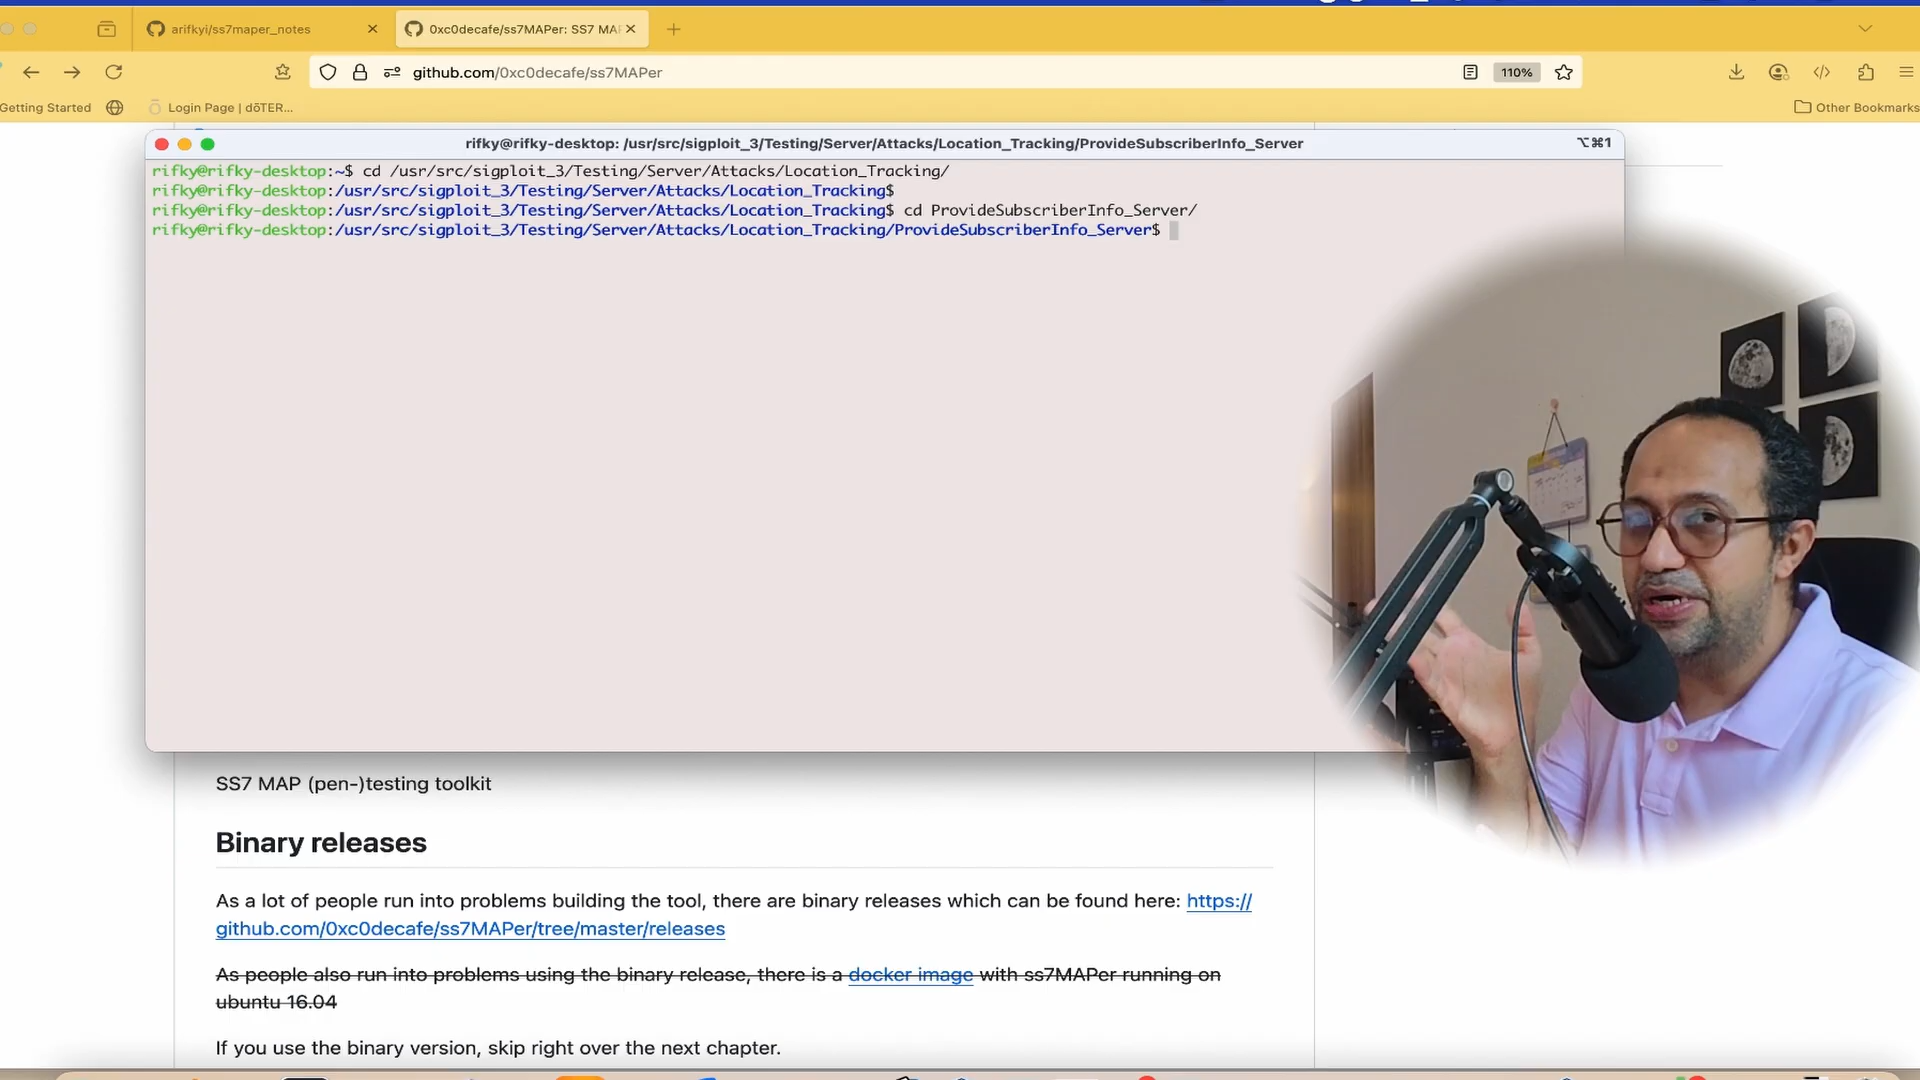 arifkyi/ss7maper_notes
0xc0decafe/ss7MAPer: SS7 MA
github.com/0xc0decafe/ss7MAPer
110%
Getting Started
Login Page | dōTER...
Other Bookmarks
rifky@rifky-desktop: /usr/src/sigploit_3/Testing/Server/Attacks/Location_Tracking/ProvideSubscriberInfo_Server
⌥⌘1
rifky@rifky-desktop:~$ cd /usr/src/sigploit_3/Testing/Server/Attacks/Location_Tracking/
rifky@rifky-desktop:/usr/src/sigploit_3/Testing/Server/Attacks/Location_Tracking$
rifky@rifky-desktop:/usr/src/sigploit_3/Testing/Server/Attacks/Location_Tracking$ cd ProvideSubscriberInfo_Server/
rifky@rifky-desktop:/usr/src/sigploit_3/Testing/Server/Attacks/Location_Tracking/ProvideSubscriberInfo_Server$
SS7 MAP (pen-)testing toolkit
Binary releases
As a lot of people run into problems building the tool, there are binary releases which can be found here: https://
github.com/0xc0decafe/ss7MAPer/tree/master/releases
As people also run into problems using the binary release, there is a docker image with ss7MAPer running on
ubuntu 16.04
If you use the binary version, skip right over the next chapter.